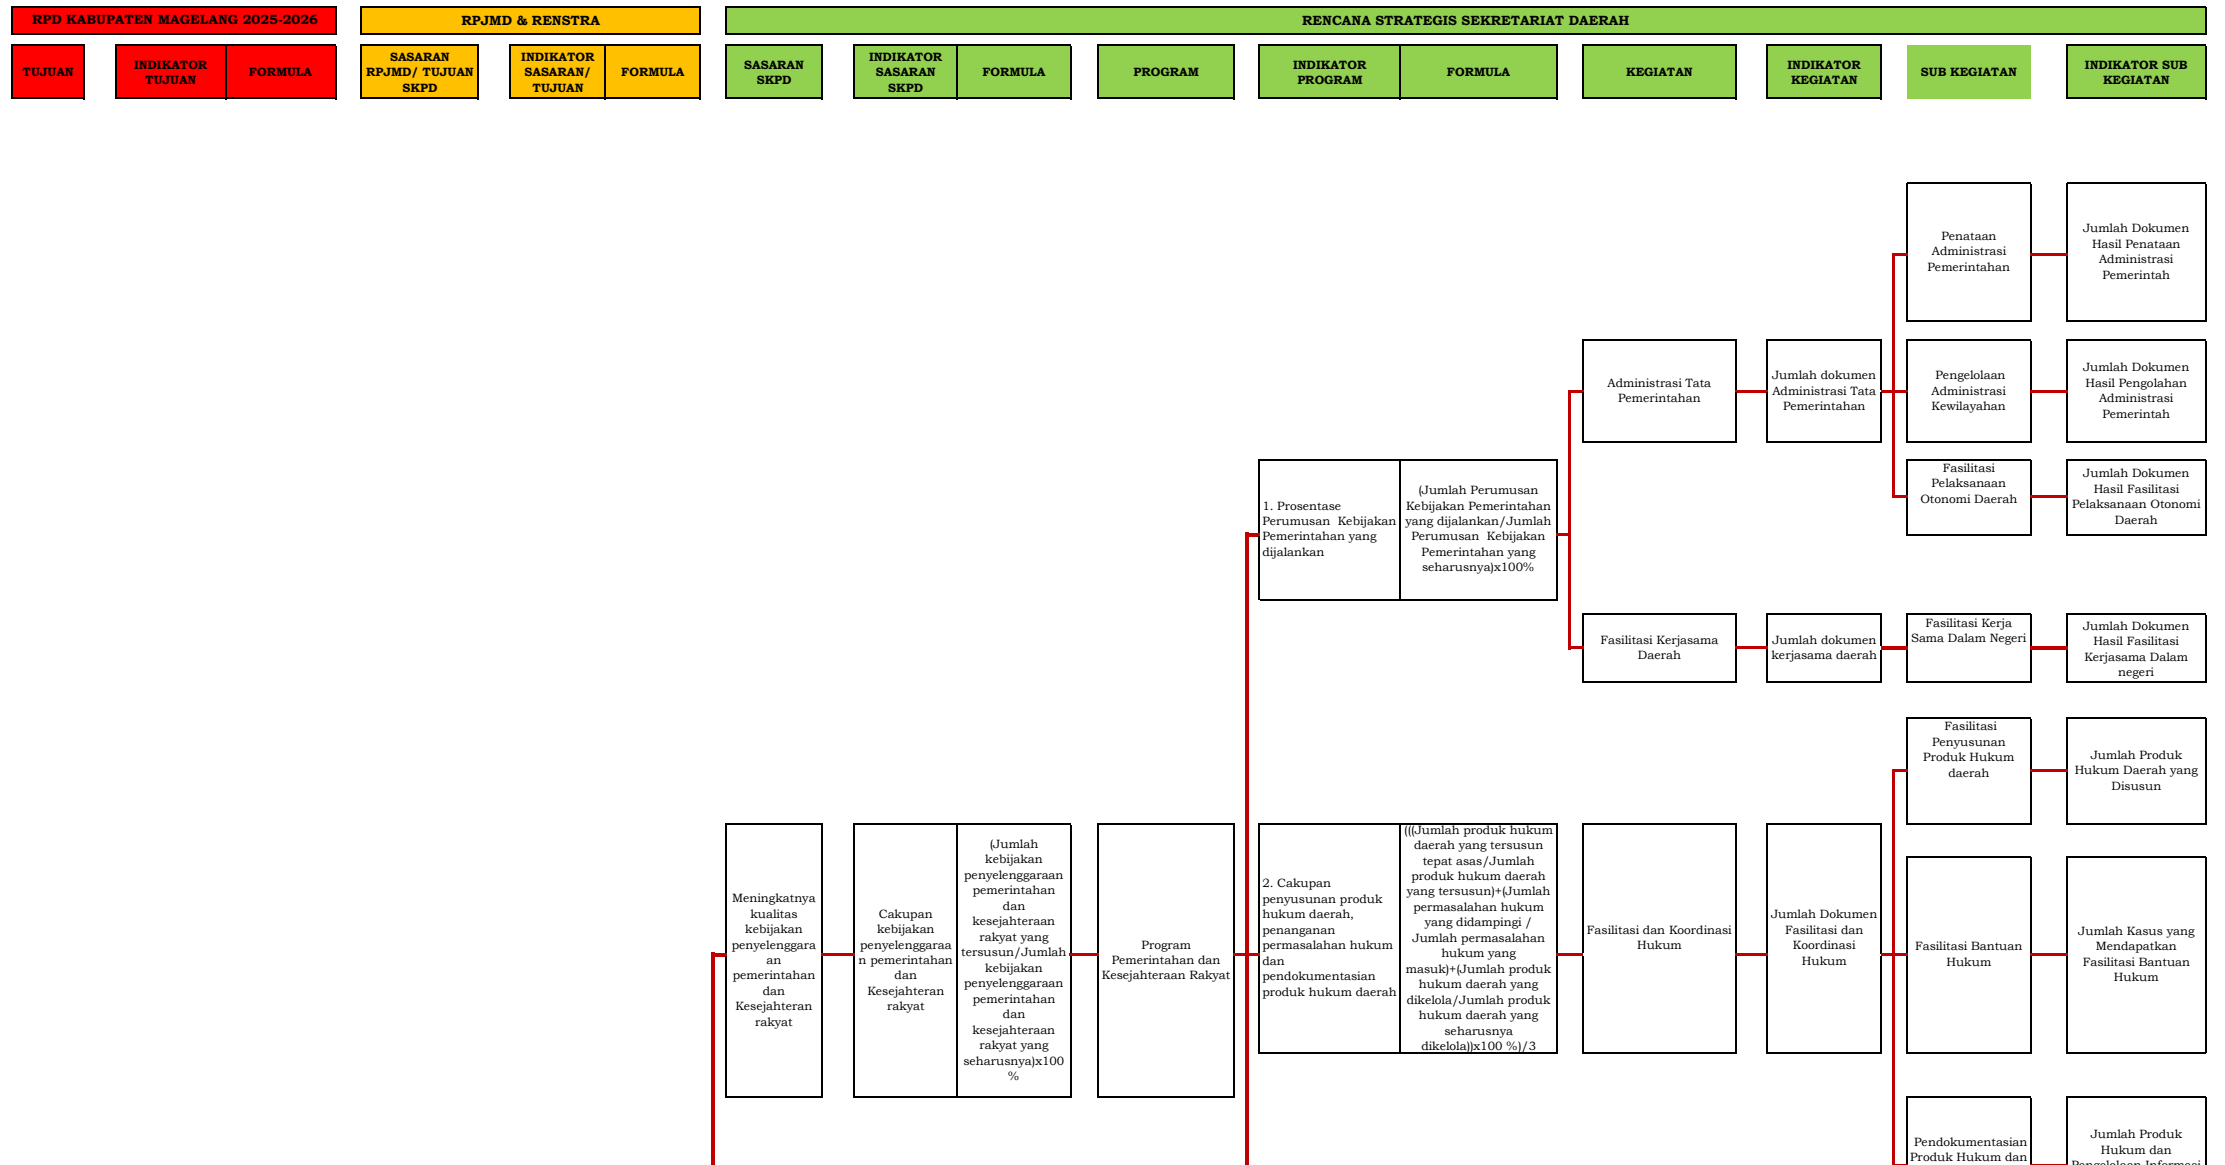 RPD KABUPATEN MAGELANG 2025-2026
RPJMD & RENSTRA
RENCANA STRATEGIS SEKRETARIAT DAERAH
TUJUAN
INDIKATOR
TUJUAN
FORMULA
SASARAN
RPJMD/ TUJUAN
SKPD
INDIKATOR
SASARAN/
TUJUAN
FORMULA
SASARAN
SKPD
INDIKATOR
SASARAN
SKPD
FORMULA
PROGRAM
INDIKATOR
PROGRAM
FORMULA
KEGIATAN
INDIKATOR
KEGIATAN
SUB KEGIATAN
INDIKATOR SUB
KEGIATAN
Penataan
Administrasi
Pemerintahan
Jumlah Dokumen
Hasil Penataan
Administrasi
Pemerintah
Administrasi Tata
Pemerintahan
Jumlah dokumen
Administrasi Tata
Pemerintahan
Pengelolaan
Administrasi
Kewilayahan
Jumlah Dokumen
Hasil Pengolahan
Administrasi
Pemerintah
1. Prosentase
Perumusan  Kebijakan
Pemerintahan yang
dijalankan
(Jumlah Perumusan
Kebijakan Pemerintahan
yang dijalankan/Jumlah
Perumusan  Kebijakan
Pemerintahan yang
seharusnya)x100%
Fasilitasi
Pelaksanaan
Otonomi Daerah
Jumlah Dokumen
Hasil Fasilitasi
Pelaksanaan Otonomi
Daerah
Fasilitasi Kerjasama
Daerah
Jumlah dokumen
kerjasama daerah
Fasilitasi Kerja
Sama Dalam Negeri
Jumlah Dokumen
Hasil Fasilitasi
Kerjasama Dalam
negeri
Fasilitasi
Penyusunan
Produk Hukum
daerah
Jumlah Produk
Hukum Daerah yang
Disusun
Meningkatnya
kualitas
kebijakan
penyelenggara
an
pemerintahan
dan
Kesejahteran
rakyat
Cakupan
kebijakan
penyelenggaraa
n pemerintahan
dan
Kesejahteran
rakyat
(Jumlah
kebijakan
penyelenggaraan
pemerintahan
dan
kesejahteraan
rakyat yang
tersusun/Jumlah
kebijakan
penyelenggaraan
pemerintahan
dan
kesejahteraan
rakyat yang
seharusnya)x100
%
Program
Pemerintahan dan
Kesejahteraan Rakyat
2. Cakupan
penyusunan produk
hukum daerah,
penanganan
permasalahan hukum
dan
pendokumentasian
produk hukum daerah
(((Jumlah produk hukum
daerah yang tersusun
tepat asas/Jumlah
produk hukum daerah
yang tersusun)+(Jumlah
permasalahan hukum
yang didampingi /
Jumlah permasalahan
hukum yang
masuk)+(Jumlah produk
hukum daerah yang
dikelola/Jumlah produk
hukum daerah yang
seharusnya
dikelola))x100 %)/3
Fasilitasi dan Koordinasi
Hukum
Jumlah Dokumen
Fasilitasi dan
Koordinasi
Hukum
Fasilitasi Bantuan
Hukum
Jumlah Kasus yang
Mendapatkan
Fasilitasi Bantuan
Hukum
Pendokumentasian
Produk Hukum dan
Jumlah Produk
Hukum dan
Pengelolaan Informasi